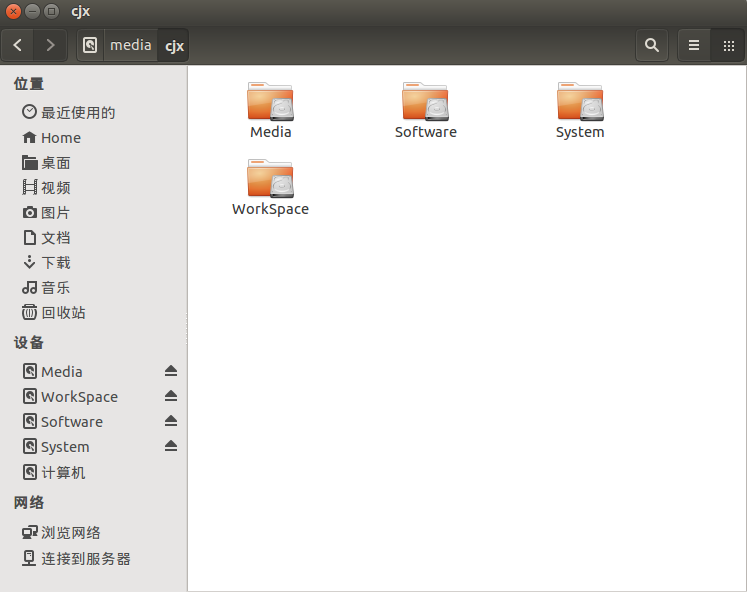 cjx
media cjx
位置
最近使用的
Home
桌面
视频
图片
文档
下载
音乐
回收站
设备
Media
WorkSpace
Software
System
计算机
网络
浏览网络
连接到服务器
Media Software System
WorkSpace